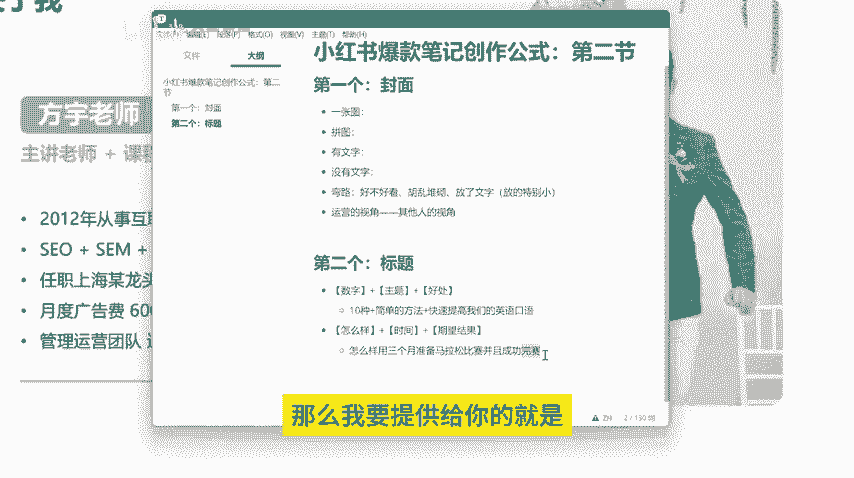 于我
文件(F) 编辑(E) 段落(P) 格式(O) 视图(V) 主题(T) 帮助(H)
文件 大纲
小红书爆款笔记创作公式：第二节
第一个：封面
第二个：标题
小红书爆款笔记创作公式：第二节
第一个：封面
一张图：
拼图：
有文字：
没有文字：
弯路：好不好看、胡乱堆砌、放了文字（放的特别小）
运营的视角——其他人的视角
第二个：标题
【数字】+【主题】+【好处】
10种+简单的方法+快速提高我们的英语口语
【怎么样】+【时间】+【期望结果】
怎么样用三个月准备马拉松比赛并且成功完赛
方宇老师
主讲老师 + 课程
2012年从事互联
SEO + SEM +
任职上海某龙头
月度广告费 600
管理运营团队
那么我要提供给你的就是